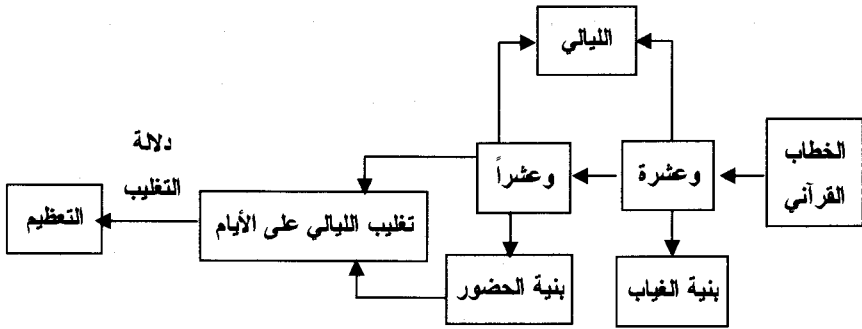 الليالي
الخطاب
القرآني
وعشرة
وعشراً
دلالة
التغليب
تغليب الليالي على الأيام
التعظيم
بنية الغياب
بنية الحضور